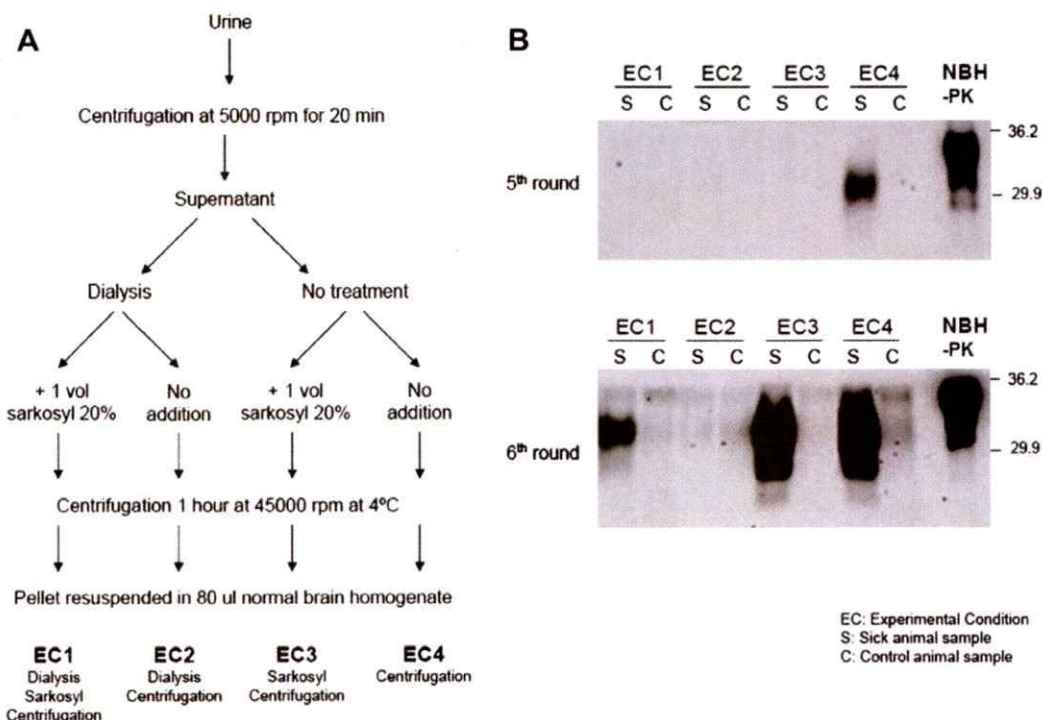 A
Urine
Centrifugation at 5000 rpm for 20 min
Supernatant
Dialysis No treatment
+ 1 vol sarkosyl 20%
No addition
+ 1 vol sarkosyl 20%
No addition
Centrifugation 1 hour at 45000 rpm at 4ºC
Pellet resuspended in 80 ul normal brain homogenate
EC1
Dialysis
Sarkosyl
Centrifugation
EC2
Dialysis
Centrifugation
EC3
Sarkosyl
Centrifugation
EC4
Centrifugation
B
EC1 EC2 EC3 EC4 NBH
S C S C S C S C -PK
36.2
5th round
29.9
EC1 EC2 EC3 EC4 NBH
S C S C S C S C -PK
36.2
6th round
29.9
EC: Experimental Condition
S: Sick animal sample
C: Control animal sample